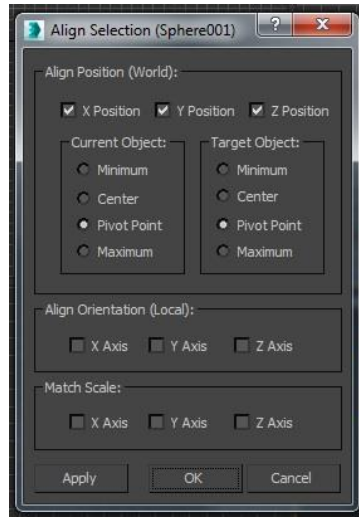 Align Selection (Sphere001)
Align Position (World):
X Position Y Position Z Position
Current Object: Target Object:
Minimum Minimum
Center Center
Pivot Point Pivot Point
Maximum Maximum
Align Orientation (Local):
X Axis Y Axis Z Axis
Match Scale:
X Axis Y Axis Z Axis
Apply OK Cancel